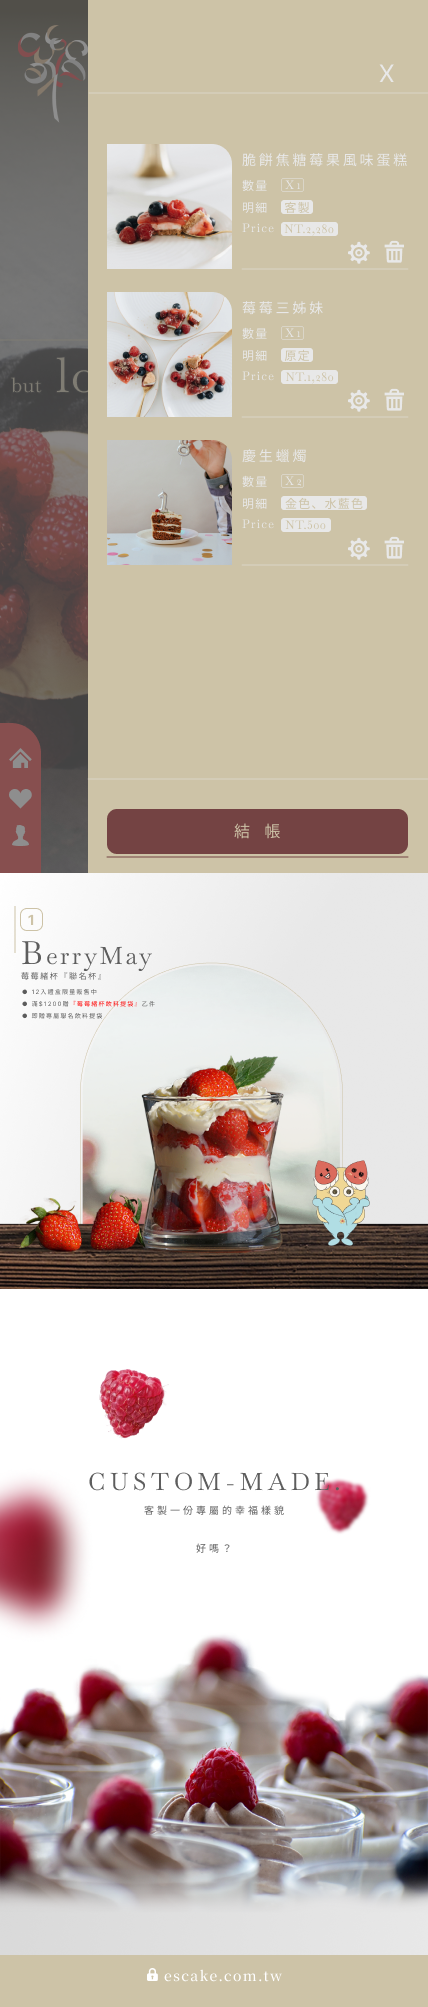 X
脆餅焦糖莓果風味蛋糕
數量 X1
明細 客製
Price NT.2,280
莓莓三姊妹
數量 X1
明細 原定
Price NT.1,280
but lo
慶生蠟燭
數量 X2
明細 金色、水藍色
Price NT.500
結帳
1
BerryMay
莓莓緒杯『聯名杯』
● 12入禮盒限量販售中
● 滿$1200贈『莓莓緒杯飲料提袋』乙件
● 即贈專屬聯名飲料提袋
CUSTOM-MADE.
客製一份專屬的幸福樣貌
好嗎？
escake.com.tw